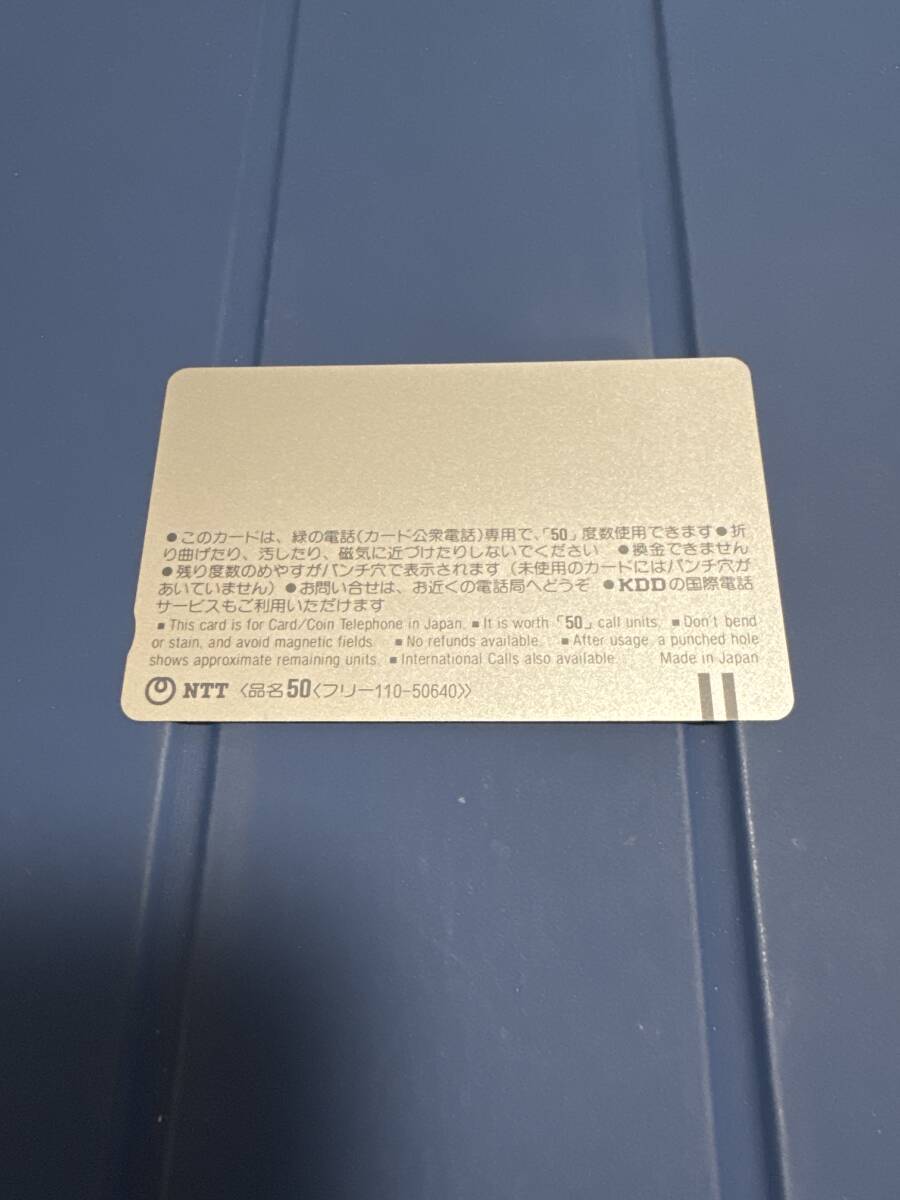 ●このカードは、緑の電話(カード公衆電話)専用で、「50」度数使用できます●折
り曲げたり、汚したり、磁気に近づけたりしないでください ●換金できません
●残り度数のめやすがパンチ穴で表示されます(未使用のカードにはパンチ穴が
あいていません)●お問い合せは、お近くの電話局へどうぞ ●KDDの国際電話
サービスもご利用いただけます
■ This card is for Card/Coin Telephone in Japan. ■ It is worth「50」call units. ■ Don't bend
or stain, and avoid magnetic fields. ■ No refunds available. ■ After usage, a punched hole
shows approximate remaining units. ■ International Calls also available. Made in Japan
NTT 〈品名50〈フリー110-50640〉〉